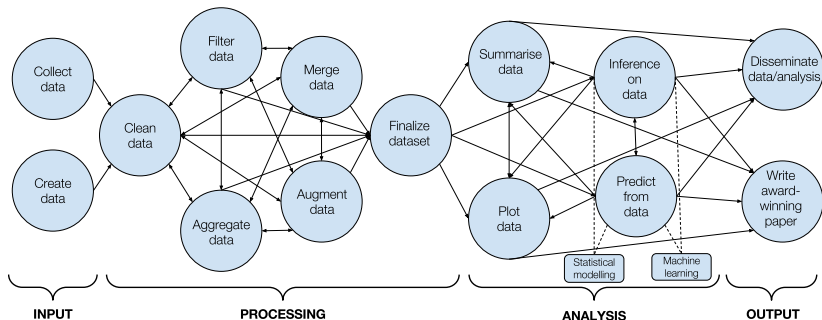 Collect
data
Create
data
Clean
data
Filter
data
Merge
data
Aggregate
data
Augment
data
Finalize
dataset
Summarise
data
Inference
on
data
Plot
data
Predict
from
data
Statistical
modelling
Machine
learning
Disseminate
data/analysis
Write
award-
winning
paper
INPUT
PROCESSING
ANALYSIS
OUTPUT